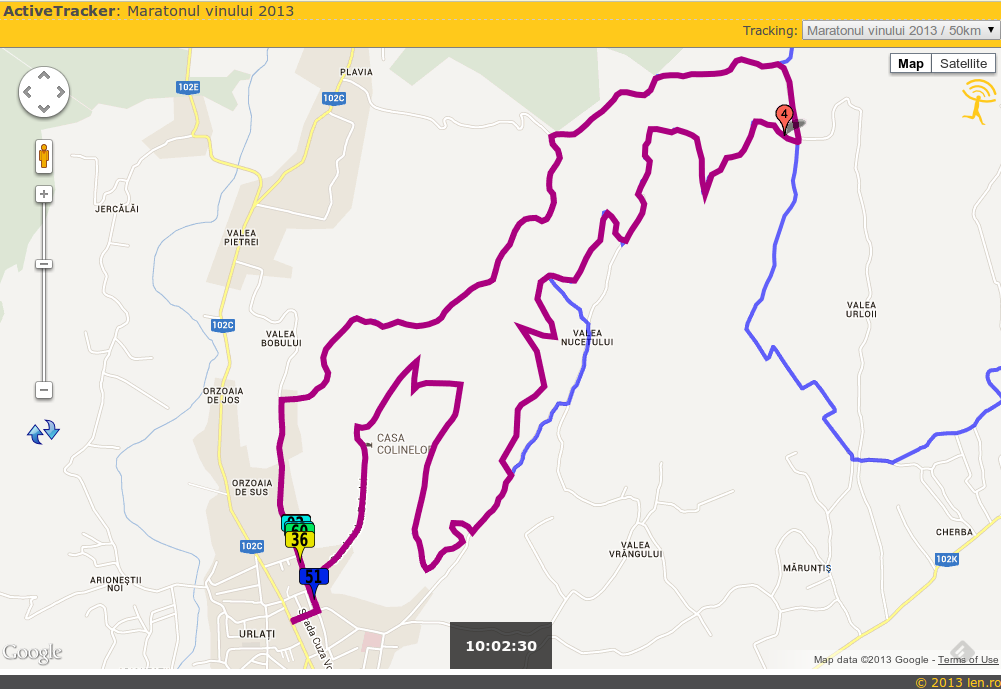 ActiveTracker: Maratonul vinului 2013
Tracking: Maratonul vinului 2013 / 50km
Map Satellite
PLAVIA
102E
102C
4
JERCĂLĂI
VALEA
PIETREI
VALEA
URLOII
102C
VALEA
BOBULUI
VALEA
NUCETULUI
ORZOAIA
DE JOS
CASA
COLINELOR
ORZOAIA
DE SUS
60
36
102C
VALEA
VRÂNGULUI
CHERBA
102K
MĂRUNȚIȘ
51
ARIONEȘTII
NOI
URLAȚI
Strada Cuza Vo
10:02:30
Google
Map data ©2013 Google - Terms of Use
© 2013 len.ro